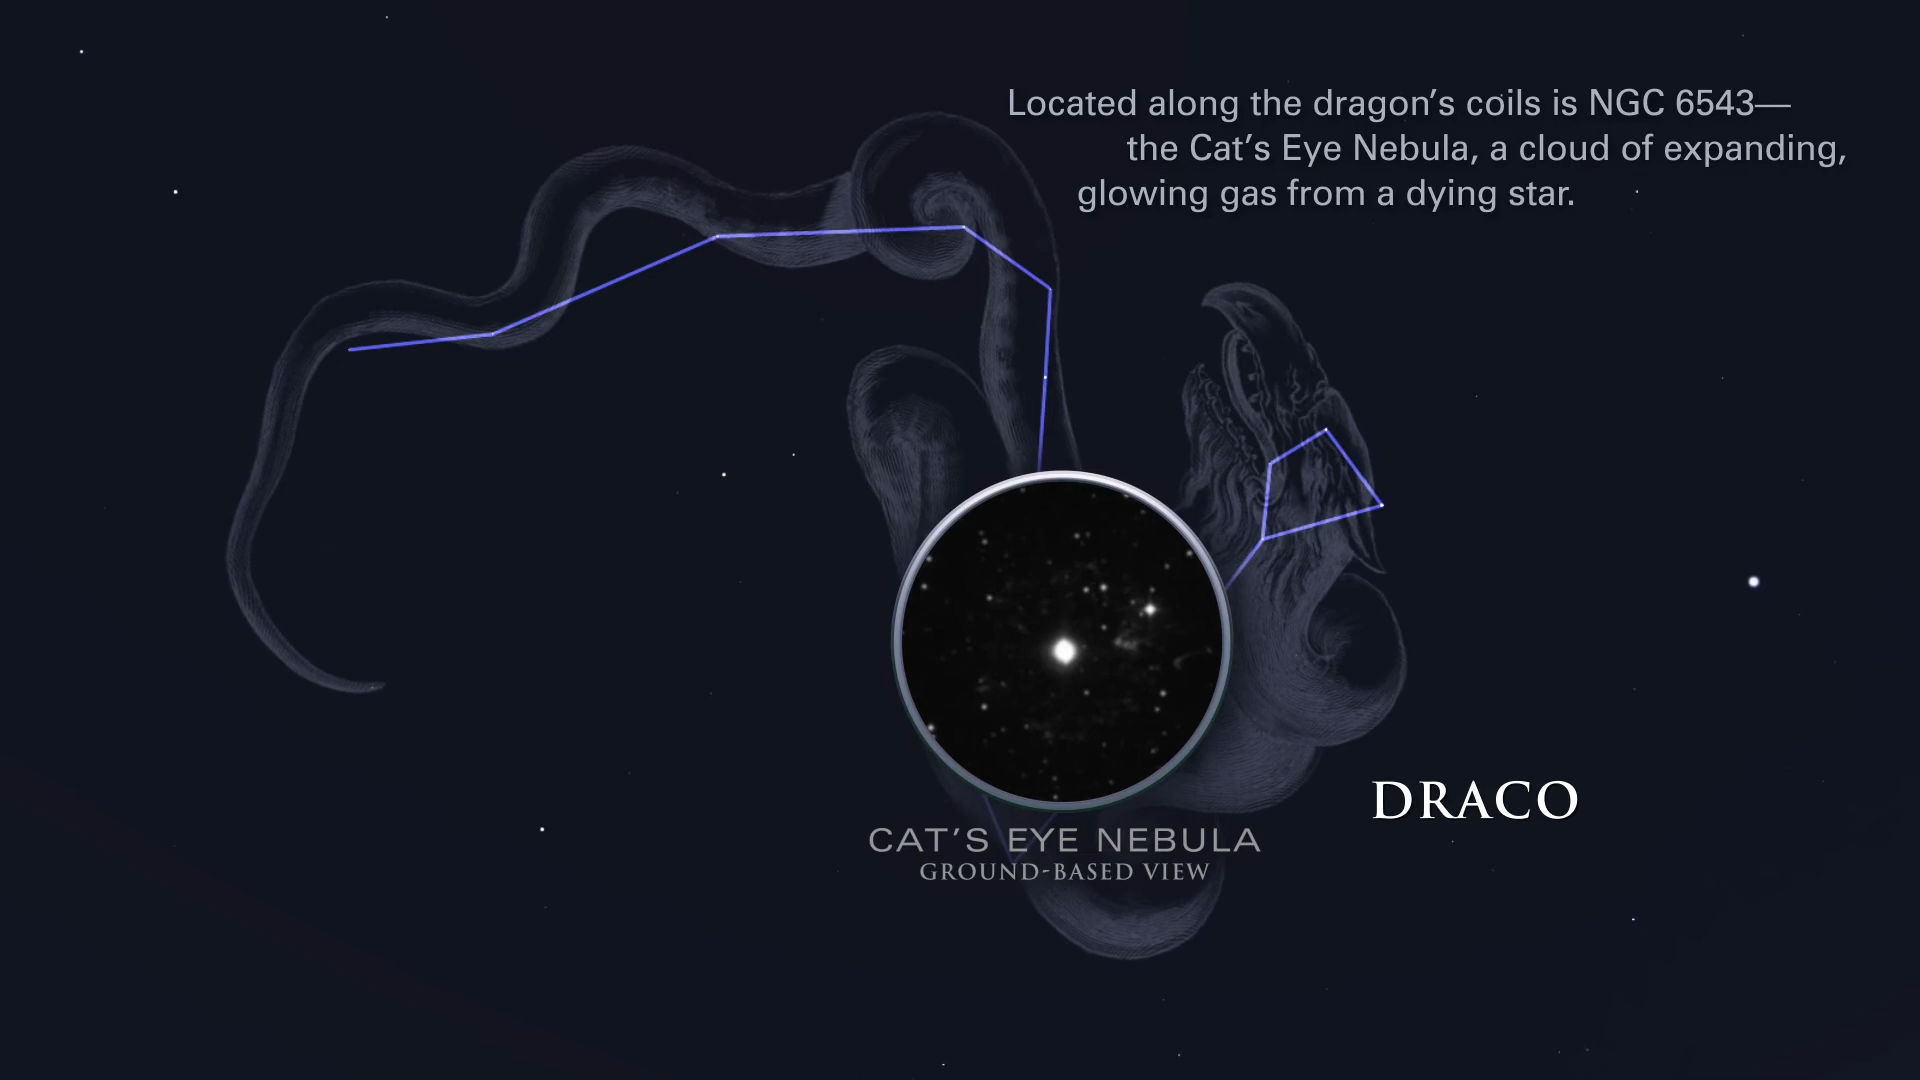 Located along the dragon’s coils is NGC 6543—
the Cat’s Eye Nebula, a cloud of expanding,
glowing gas from a dying star.
DRACO
CAT’S EYE NEBULA
GROUND-BASED VIEW